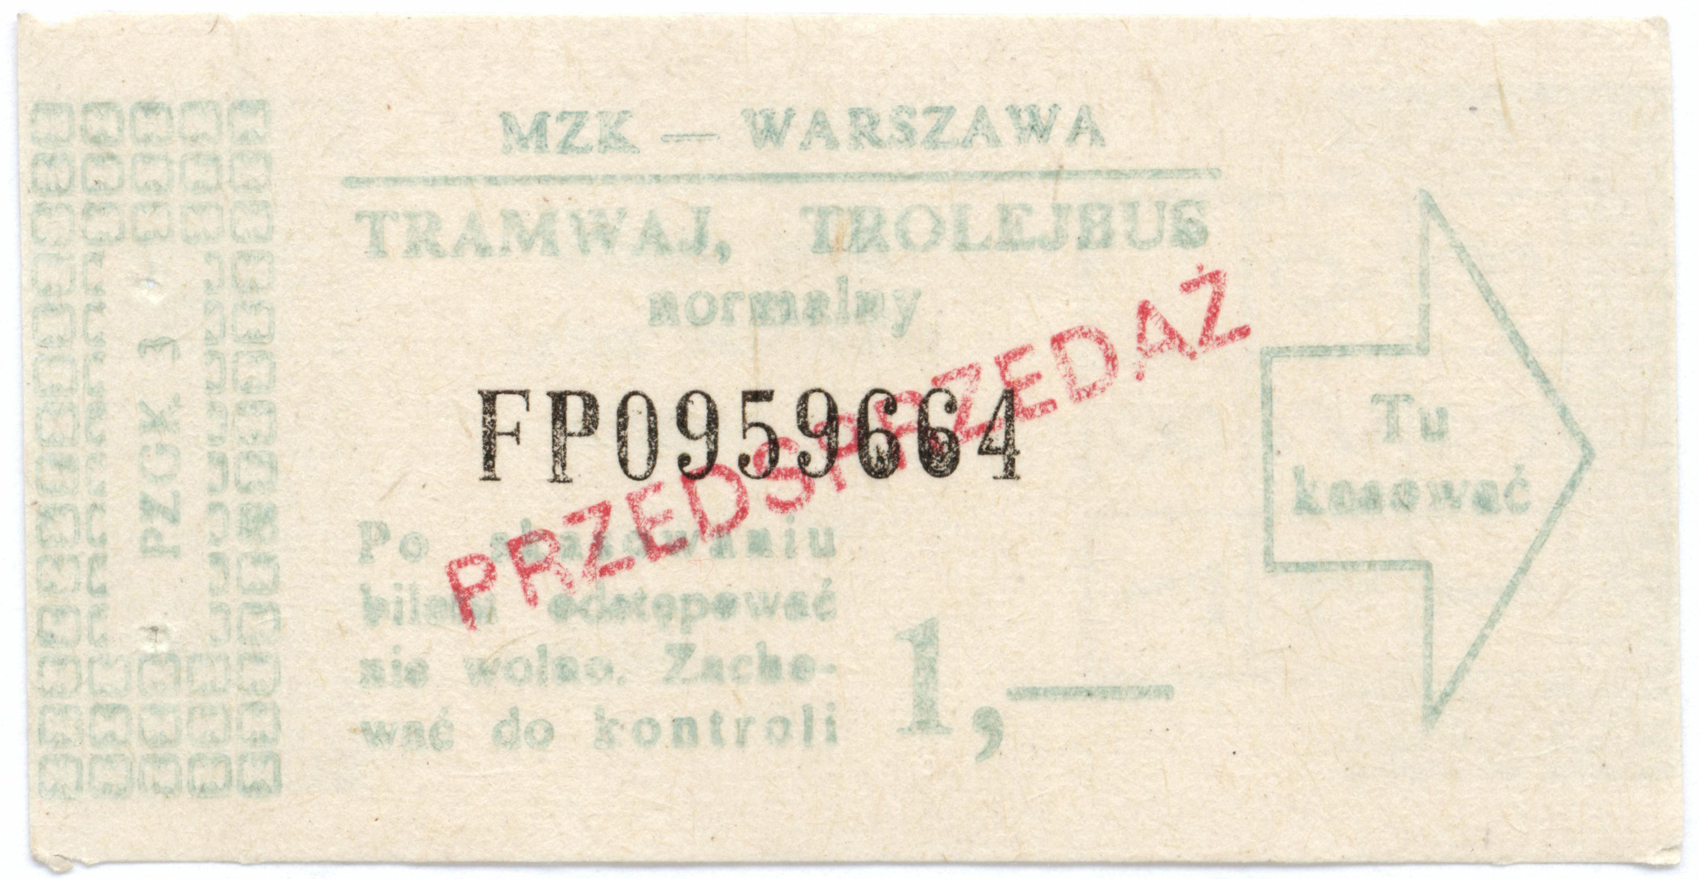 MZK — WARSZAWA
TRAMWAJ, TROLEJBUS
normalny
FP0959664
PRZEDSPRZEDAŻ
Po skasowaniu
biletu odstępować
nie wolno. Zacho-
wać do kontroli
1,—
Tu
kasować
PZGK 3